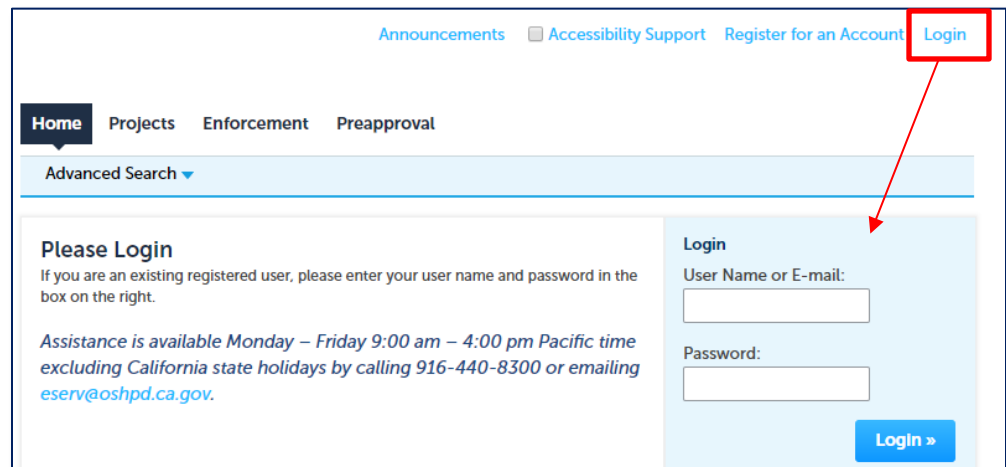 Announcements Accessibility Support Register for an Account Login
Home Projects Enforcement Preapproval
Advanced Search
Please Login
If you are an existing registered user, please enter your user name and password in the
box on the right.
Assistance is available Monday – Friday 9:00 am – 4:00 pm Pacific time
excluding California state holidays by calling 916-440-8300 or emailing
eserv@oshpd.ca.gov.
Login
User Name or E-mail:
Password:
Login »